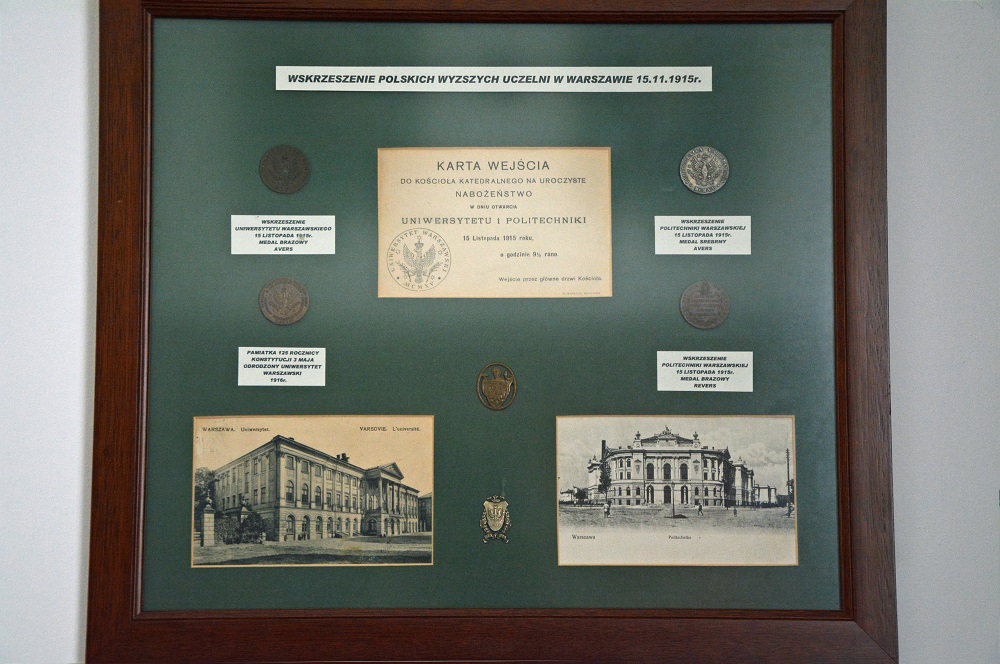 WSKRZESZENIE POLSKICH WYZSZYCH UCZELNI W WARSZAWIE 15.11.1915r.
KARTA WEJŚCIA
DO KOŚCIOŁA KATEDRALNEGO NA UROCZYSTE
NABOŻEŃSTWO
W DNIU OTWARCIA
UNIWERSYTETU I POLITECHNIKI
15 Listopada 1915 roku,
o godzinie 9½ rano.
UNIWERSYTET WARSZAWSKI
MCMXV
Wejście przez główne drzwi Kościoła.
WSKRZESZENIE
UNIWERSYTETU WARSZAWSKIEGO
15 LISTOPADA 1915r.
MEDAL BRAZOWY
AVERS
WSKRZESZENIE
POLITECHNIKI WARSZAWSKIEJ
15 LISTOPADA 1915r.
MEDAL SREBRNY
AVERS
PAMIATKA 125 ROCZNICY
KONSTYTUCJI 3 MAJA
ODRODZONY UNIWERSYTET
WARSZAWSKI
1916r.
WSKRZESZENIE
POLITECHNIKI WARSZAWSKIEJ
15 LISTOPADA 1915r.
MEDAL BRAZOWY
REVERS
WARSZAWA. Uniwersytet.
VARSOVIE. L'université.
Warszawa